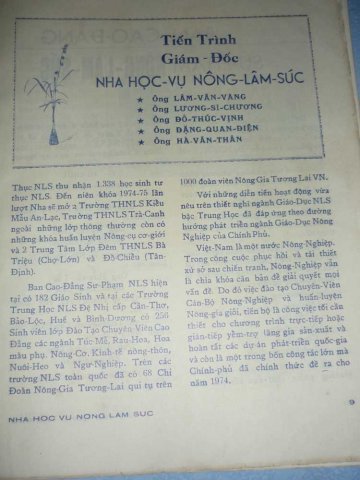 Tiến Trình
Giám - Đốc
NHA HỌC-VỤ NÔNG-LÃM-SÚC
★ Ông LÂM-VĂN-VANG
★ Ông LƯƠNG-SĨ-CHƯƠNG
★ Ông ĐỖ-THÚC-VỊNH
★ Ông ĐẶNG-QUAN-ĐIỆN
★ Ông HÀ-VĂN-THÂN
Thục NLS thu nhận 1.338 học sinh tư
thục NLS. Đến niên khóa 1974-75 lần
lượt Nha sẽ mở 2 Trường THNLS Kiều
Mẫu An-Lạc, Trường THNLS Trà-Canh
ngoài những lớp thông thường còn có
những khóa huấn luyện Nông-cụ cơ-giới
và 2 Trung Tâm Lớp Đêm THNLS Bà
Triệu (Chợ-Lớn) và Đồ-Chiểu (Tân-
Định).
Ban Cao-Đẳng Sư-Phạm NLS hiện
tại có 182 Giáo Sinh và tại các Trường
Trung Học NLS Đệ Nhị cấp Cần-Thơ,
Bảo-Lộc, Huế và Bình-Dương có 258
Sinh viên lớp Đào Tạo Chuyên Viên Cao
Đẳng các ngành Túc-Mễ, Rau-Hoa, Hoa
mầu phụ, Nông-Cơ, Kinh-tế nông-thôn,
Nuôi-Heo và Ngư-Nghiệp. Trên các
trường NLS toàn quốc đã có 68 Chi
Đoàn Nông-Gia Tương-Lai qui tụ trên
1000 đoàn viên Nông Gia Tương Lai VN.
Với những diễn tiến hoạt động vừa
nêu trên thiết nghĩ ngành Giáo-Dục NLS
bậc Trung Học đã đáp ứng theo đường
hướng phát triển ngành Giáo-Dục Nông
Nghiệp của Chính Phủ.
Việt-Nam là một nước Nông-Nghiệp.
Trong công cuộc phục hồi và tái thiết
xứ sở sau chiến tranh, Nông-Nghiệp vẫn
là chìa khóa căn bản để giải quyết mọi
vấn đề. Do đó việc đào tạo Chuyên-Viên
Cán-Bộ Nông-Nghiệp và huấn-luyện
Nông-gia giỏi, tiến bộ là công tác tối cần
thiết cho chương trình trực-tiếp hoặc
gián-tiếp yểm-trợ tăng gia sản-xuất và
hoàn tất các dự-án phát-triển quốc-gia
và còn là một trong bốn công tác lớn mà
Chính-phủ đã chính thức đề ra cho
năm 1974.
NHA HỌC VỤ NÔNG LÂM SÚC
9